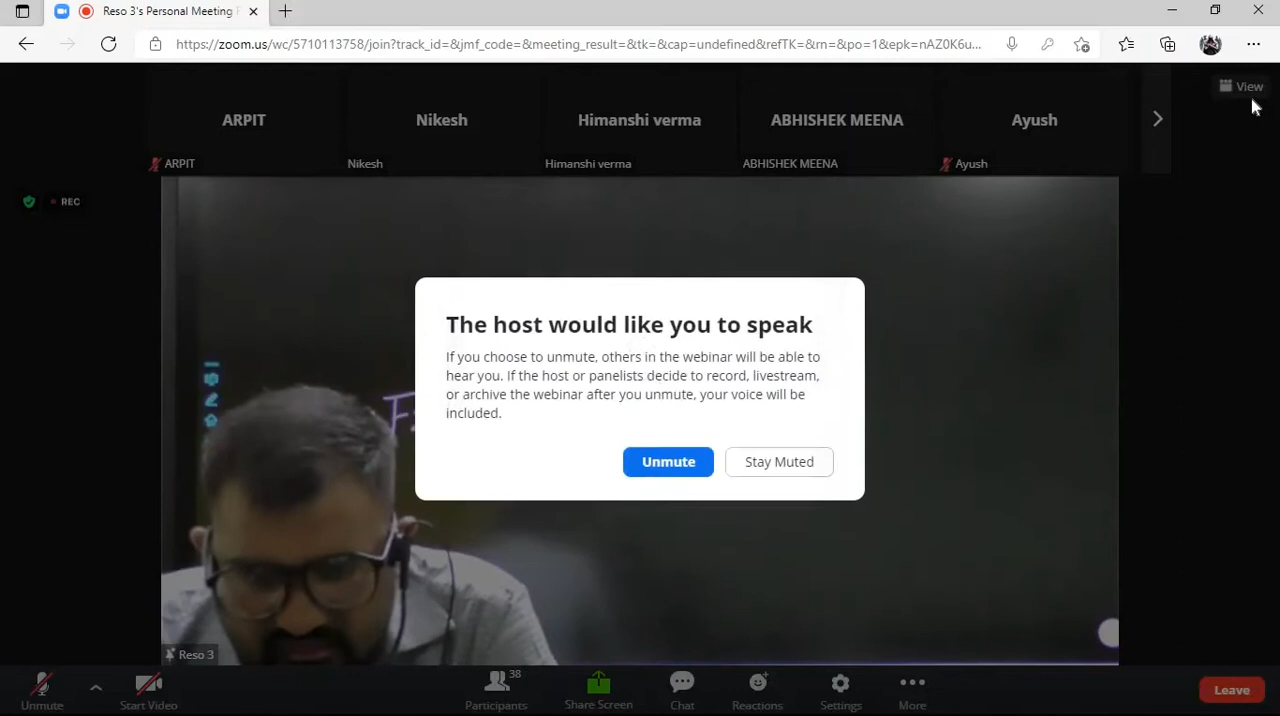 Reso 3's Personal Meeting
https://zoom.us/wc/5710113758/join?track_id=&jmf_code=&meeting_result=&tk=&cap=undefined&refTK=&rn=&po=1&epk=nAZ0K6u...
View
ARPIT
Nikesh
Himanshi verma
ABHISHEK MEENA
Ayush
ARPIT
Nikesh
Himanshi verma
ABHISHEK MEENA
Ayush
REC
The host would like you to speak
If you choose to unmute, others in the webinar will be able to
hear you. If the host or panelists decide to record, livestream,
or archive the webinar after you unmute, your voice will be
included.
Unmute
Stay Muted
Reso 3
38
Unmute
Start Video
Participants
Share Screen
Chat
Reactions
Settings
More
Leave